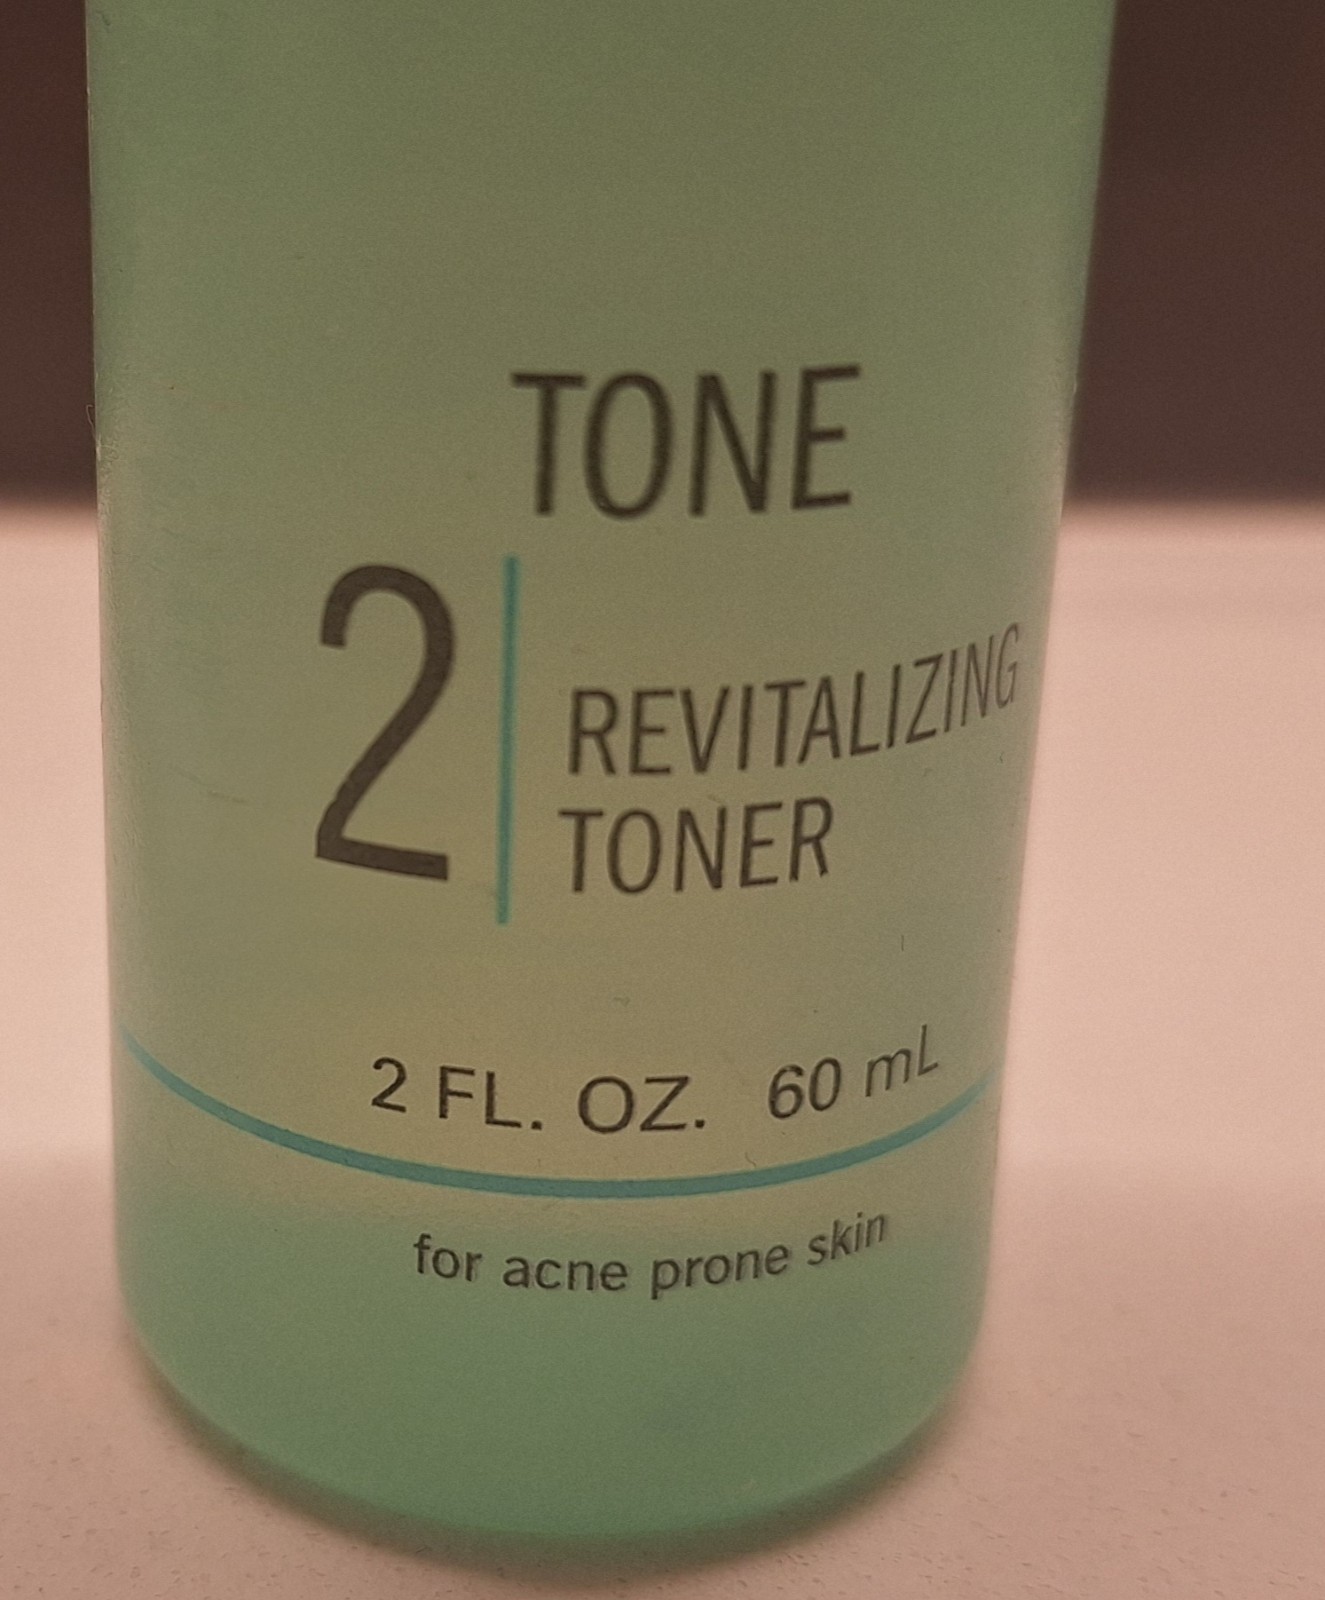 TONE
2
REVITALIZING
TONER
2 FL. OZ. 60 mL
for acne prone skin